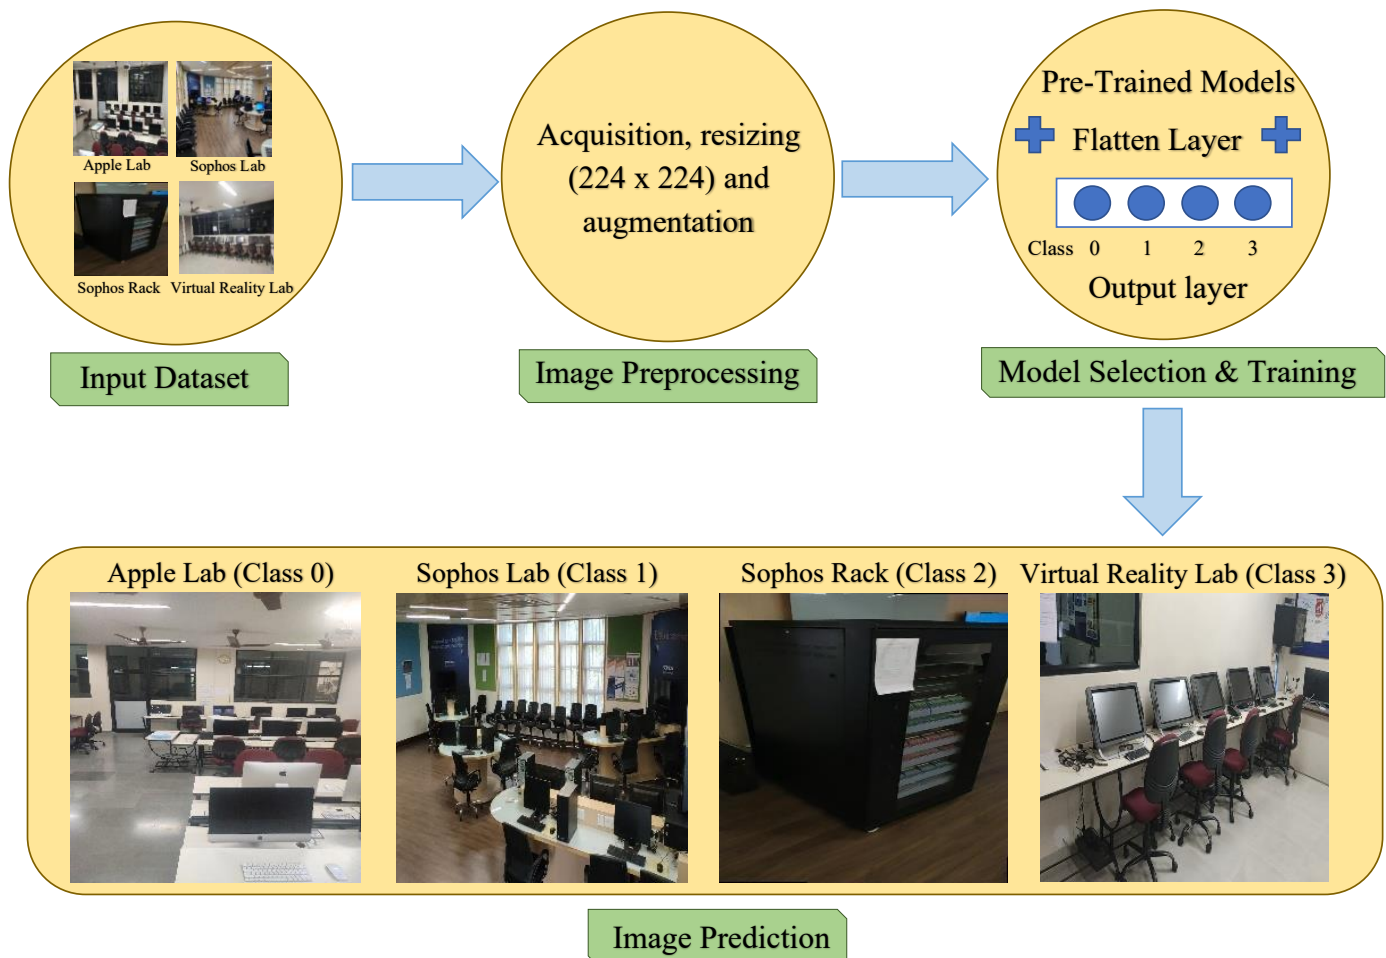 Apple Lab
Sophos Lab
Sophos Rack
Virtual Reality Lab
Input Dataset
Acquisition, resizing
(224 x 224) and
augmentation
Image Preprocessing
Pre-Trained Models
Flatten Layer
Class 0 1 2 3
Output layer
Model Selection & Training
Apple Lab (Class 0)
Sophos Lab (Class 1)
Sophos Rack (Class 2)
Virtual Reality Lab (Class 3)
Image Prediction